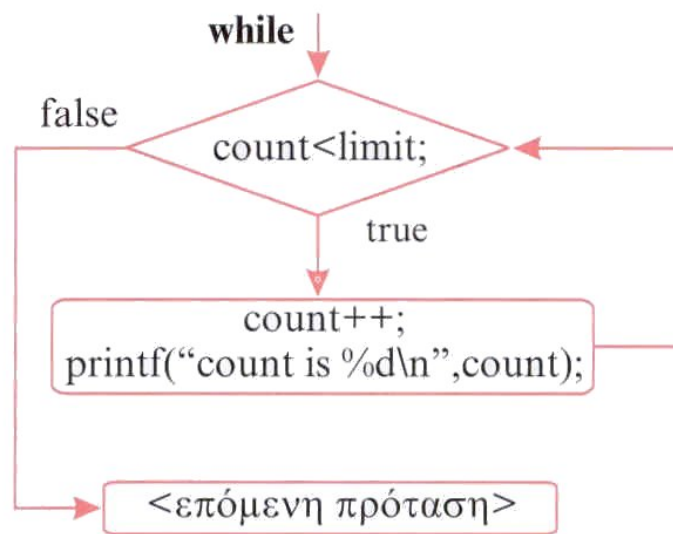 while
false
count<limit;
true
count++;
printf(“count is %d\n”,count);
<επόμενη πρόταση>